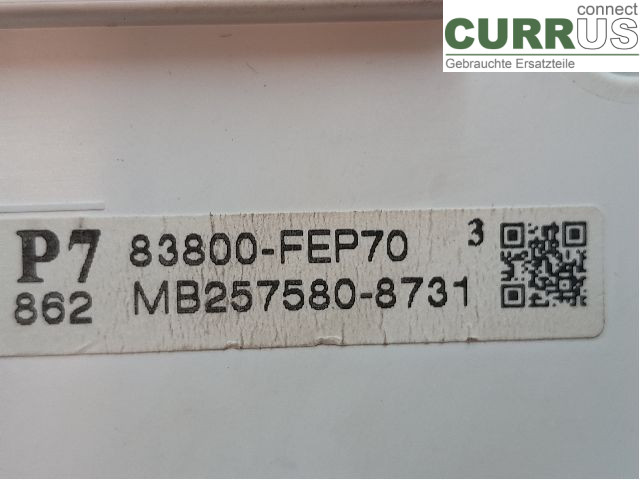 connect
CURRUS
Gebrauchte Ersatzteile
P7 83800-FEP70 3
862 MB257580-8731